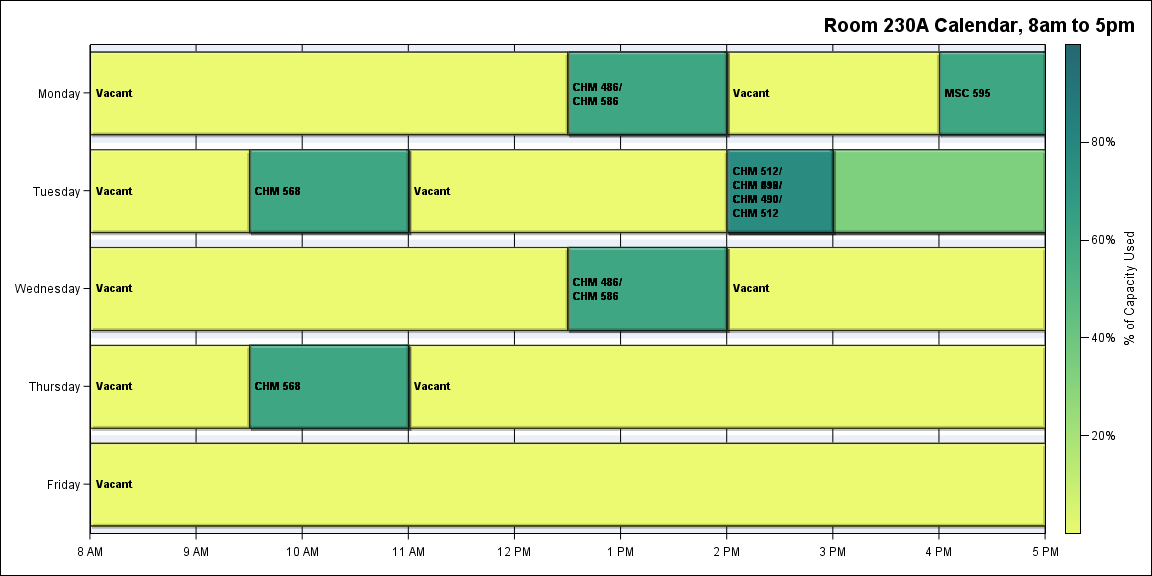 Room 230A Calendar, 8am to 5pm
Monday
Vacant
CHM 486/
CHM 586
Vacant
MSC 595
Tuesday
Vacant
CHM 568
Vacant
CHM 512/
CHM 898/
CHM 490/
CHM 512
Wednesday
Vacant
CHM 486/
CHM 586
Vacant
Thursday
Vacant
CHM 568
Vacant
Friday
Vacant
8 AM
9 AM
10 AM
11 AM
12 PM
1 PM
2 PM
3 PM
4 PM
5 PM
80%
60%
40%
20%
% of Capacity Used